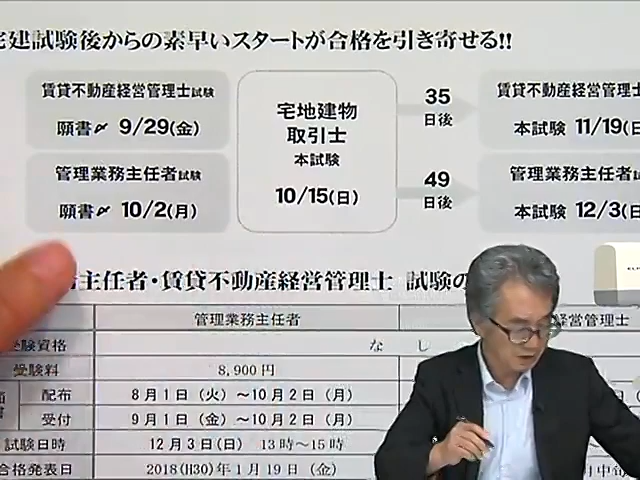 宅建試験後からの素早いスタートが合格を引き寄せる!!
賃貸不動産経営管理士試験
願書〆 9/29(金)
管理業務主任者試験
願書〆 10/2(月)
宅地建物
取引士
本試験
10/15(日)
35
日後
49
日後
賃貸不動産経営管理士
本試験 11/19(日
管理業務主任者
本試験 12/3(日
主任者・賃貸不動産経営管理士 試験の
管理業務主任者
経営管理士
受験資格
なし
受験料
8,900円
配布
8月1日(火)~10月2日(月)
受付
9月1日(金)~10月2日(月)
試験日時
12月3日(日) 13時~15時
合格発表日
2018(H30)年1月19日(金)
月中旬